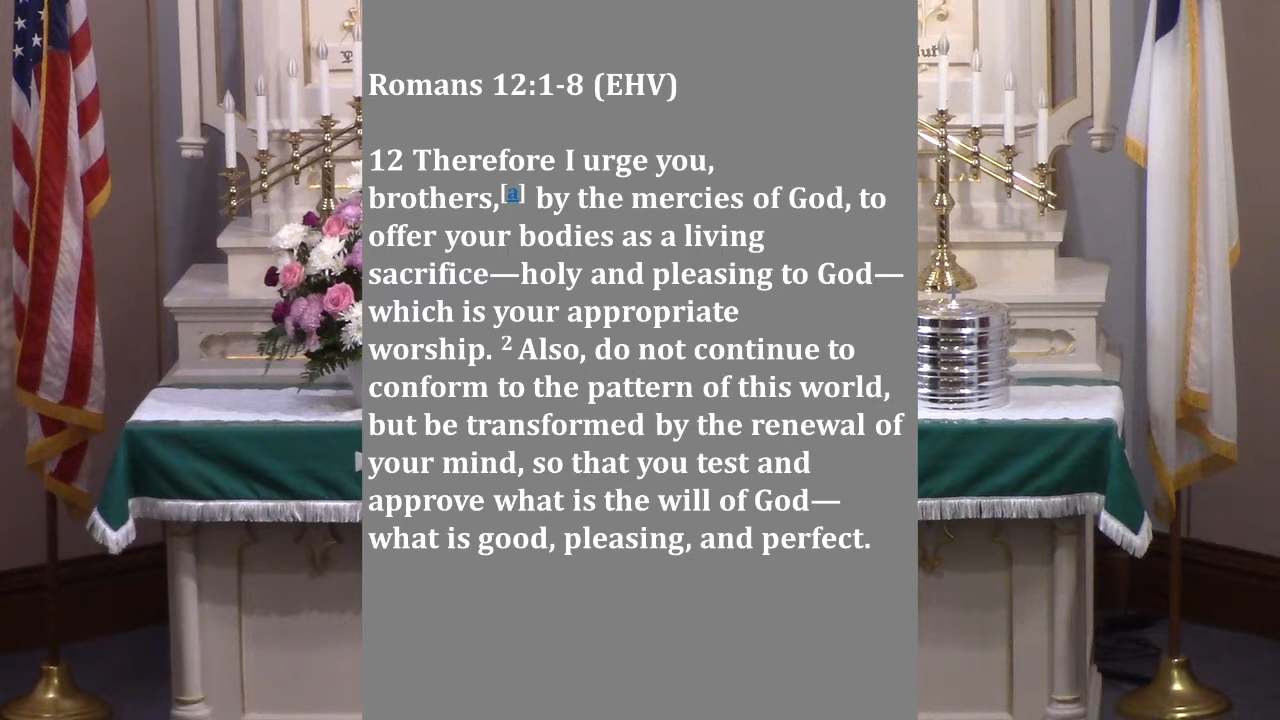 Romans 12:1-8 (EHV)
12 Therefore I urge you,
brothers,[a] by the mercies of God, to
offer your bodies as a living
sacrifice—holy and pleasing to God—
which is your appropriate
worship. 2 Also, do not continue to
conform to the pattern of this world,
but be transformed by the renewal of
your mind, so that you test and
approve what is the will of God—
what is good, pleasing, and perfect.